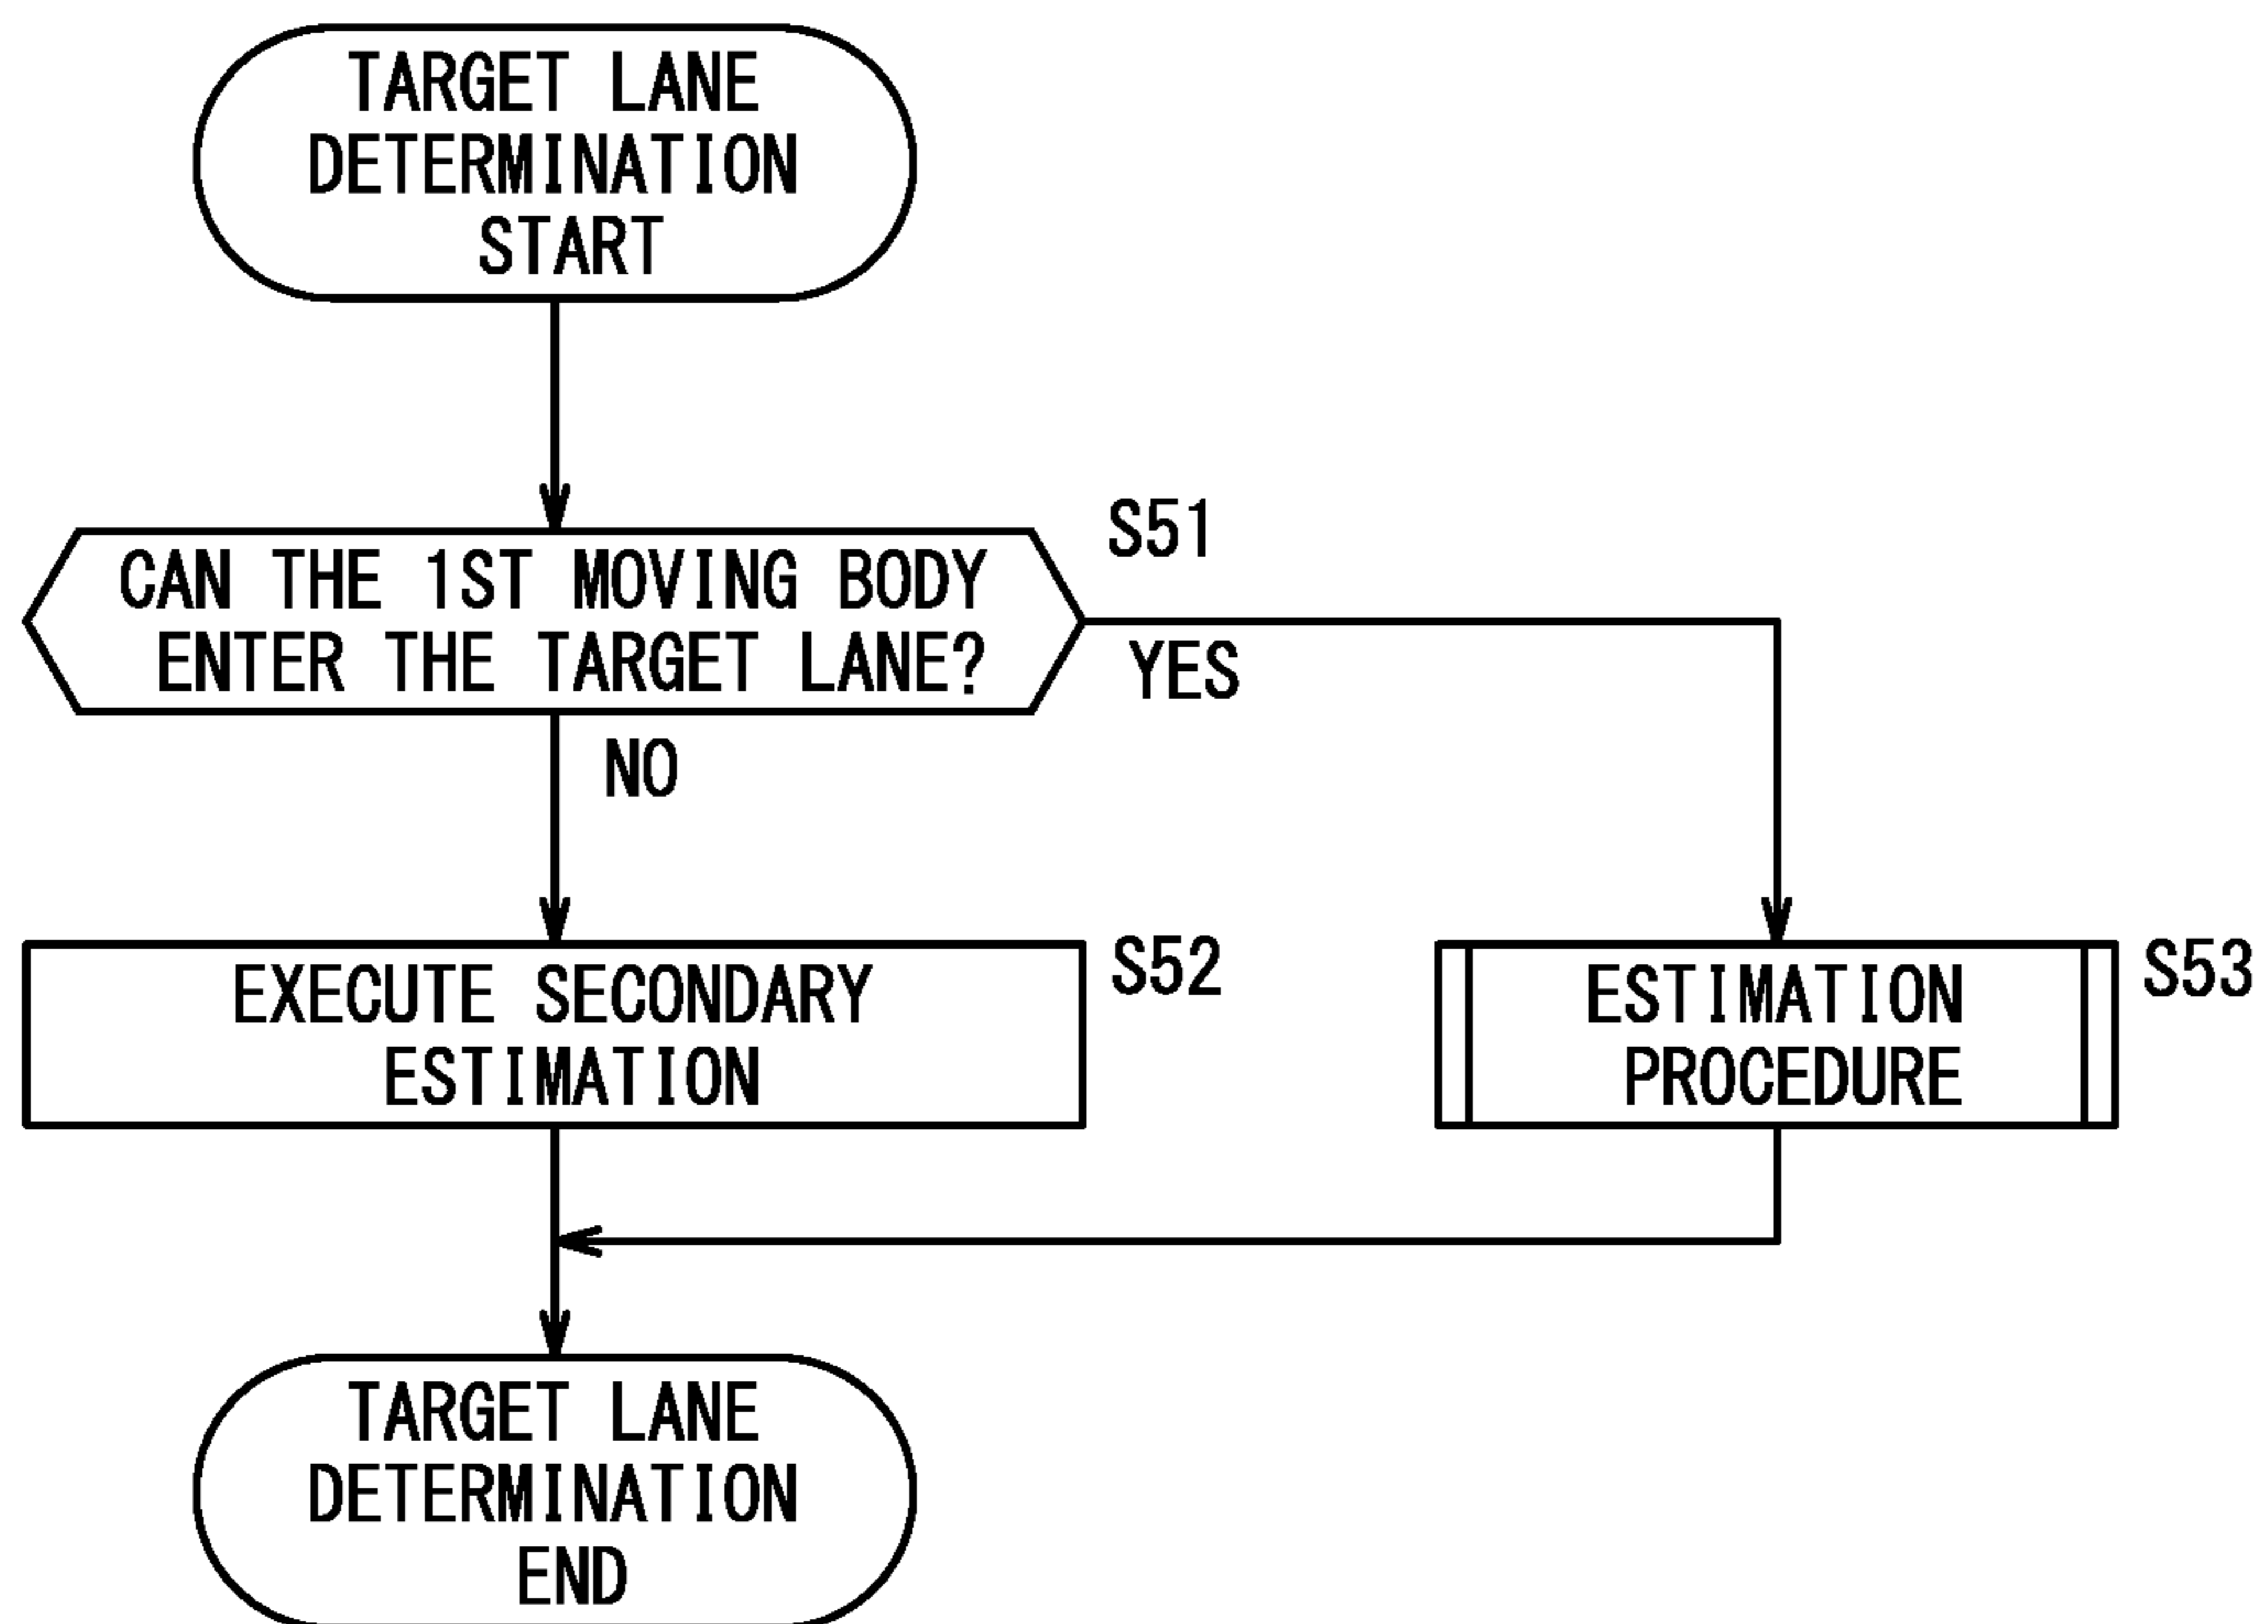 TARGET LANE
DETERMINATION
START
S51
CAN THE 1ST MOVING BODY
ENTER THE TARGET LANE?
YES
NO
EXECUTE SECONDARY
ESTIMATION
S52
ESTIMATION
PROCEDURE
S53
TARGET LANE
DETERMINATION
END